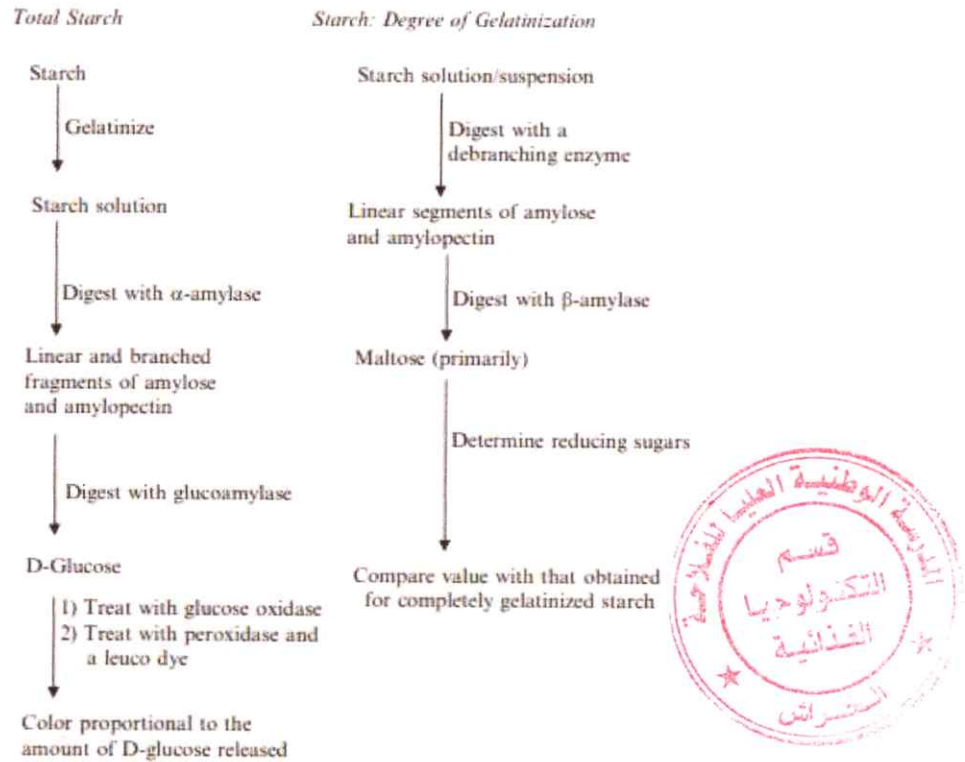 Total Starch
Starch
Gelatinize
Starch solution
Digest with α-amylase
Linear and branched
fragments of amylose
and amylopectin
Digest with glucoamylase
D-Glucose
1) Treat with glucose oxidase
2) Treat with peroxidase and
a leuco dye
Color proportional to the
amount of D-glucose released
Starch: Degree of Gelatinization
Starch solution/suspension
Digest with a
debranching enzyme
Linear segments of amylose
and amylopectin
Digest with β-amylase
Maltose (primarily)
Determine reducing sugars
Compare value with that obtained
for completely gelatinized starch
المدرسة الوطنية العليا للفلاحة
قسم
التكنولوجيا
الغذائية
الحراش